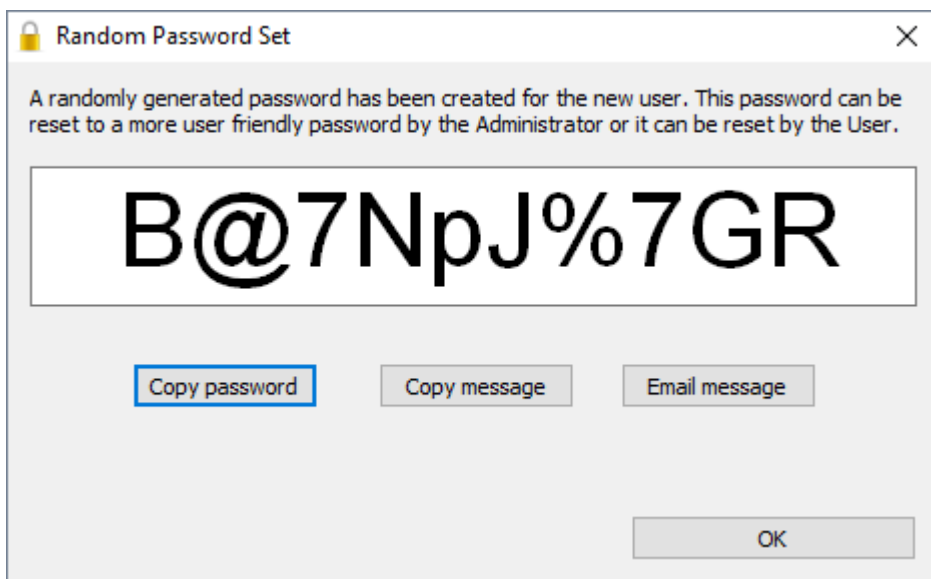 Random Password Set
A randomly generated password has been created for the new user. This password can be
reset to a more user friendly password by the Administrator or it can be reset by the User.
B@7NpJ%7GR
Copy password Copy message Email message
OK